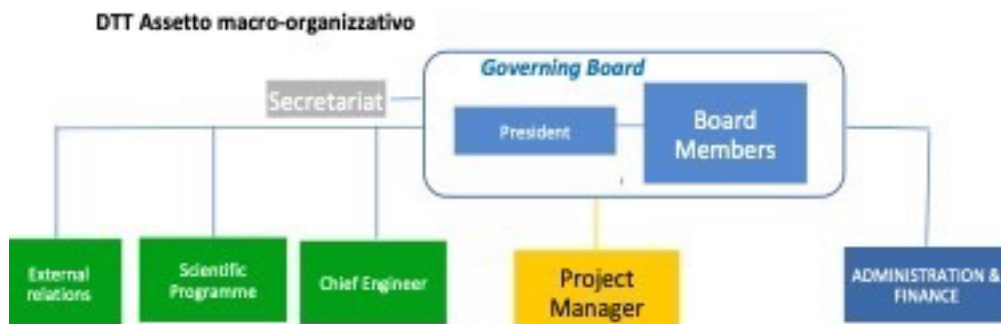 DTT Assetto macro-organizzativo
Governing Board
Secretariat
President
Board
Members
External
relations
Scientific
Programme
Chief Engineer
Project
Manager
ADMINISTRATION &
FINANCE